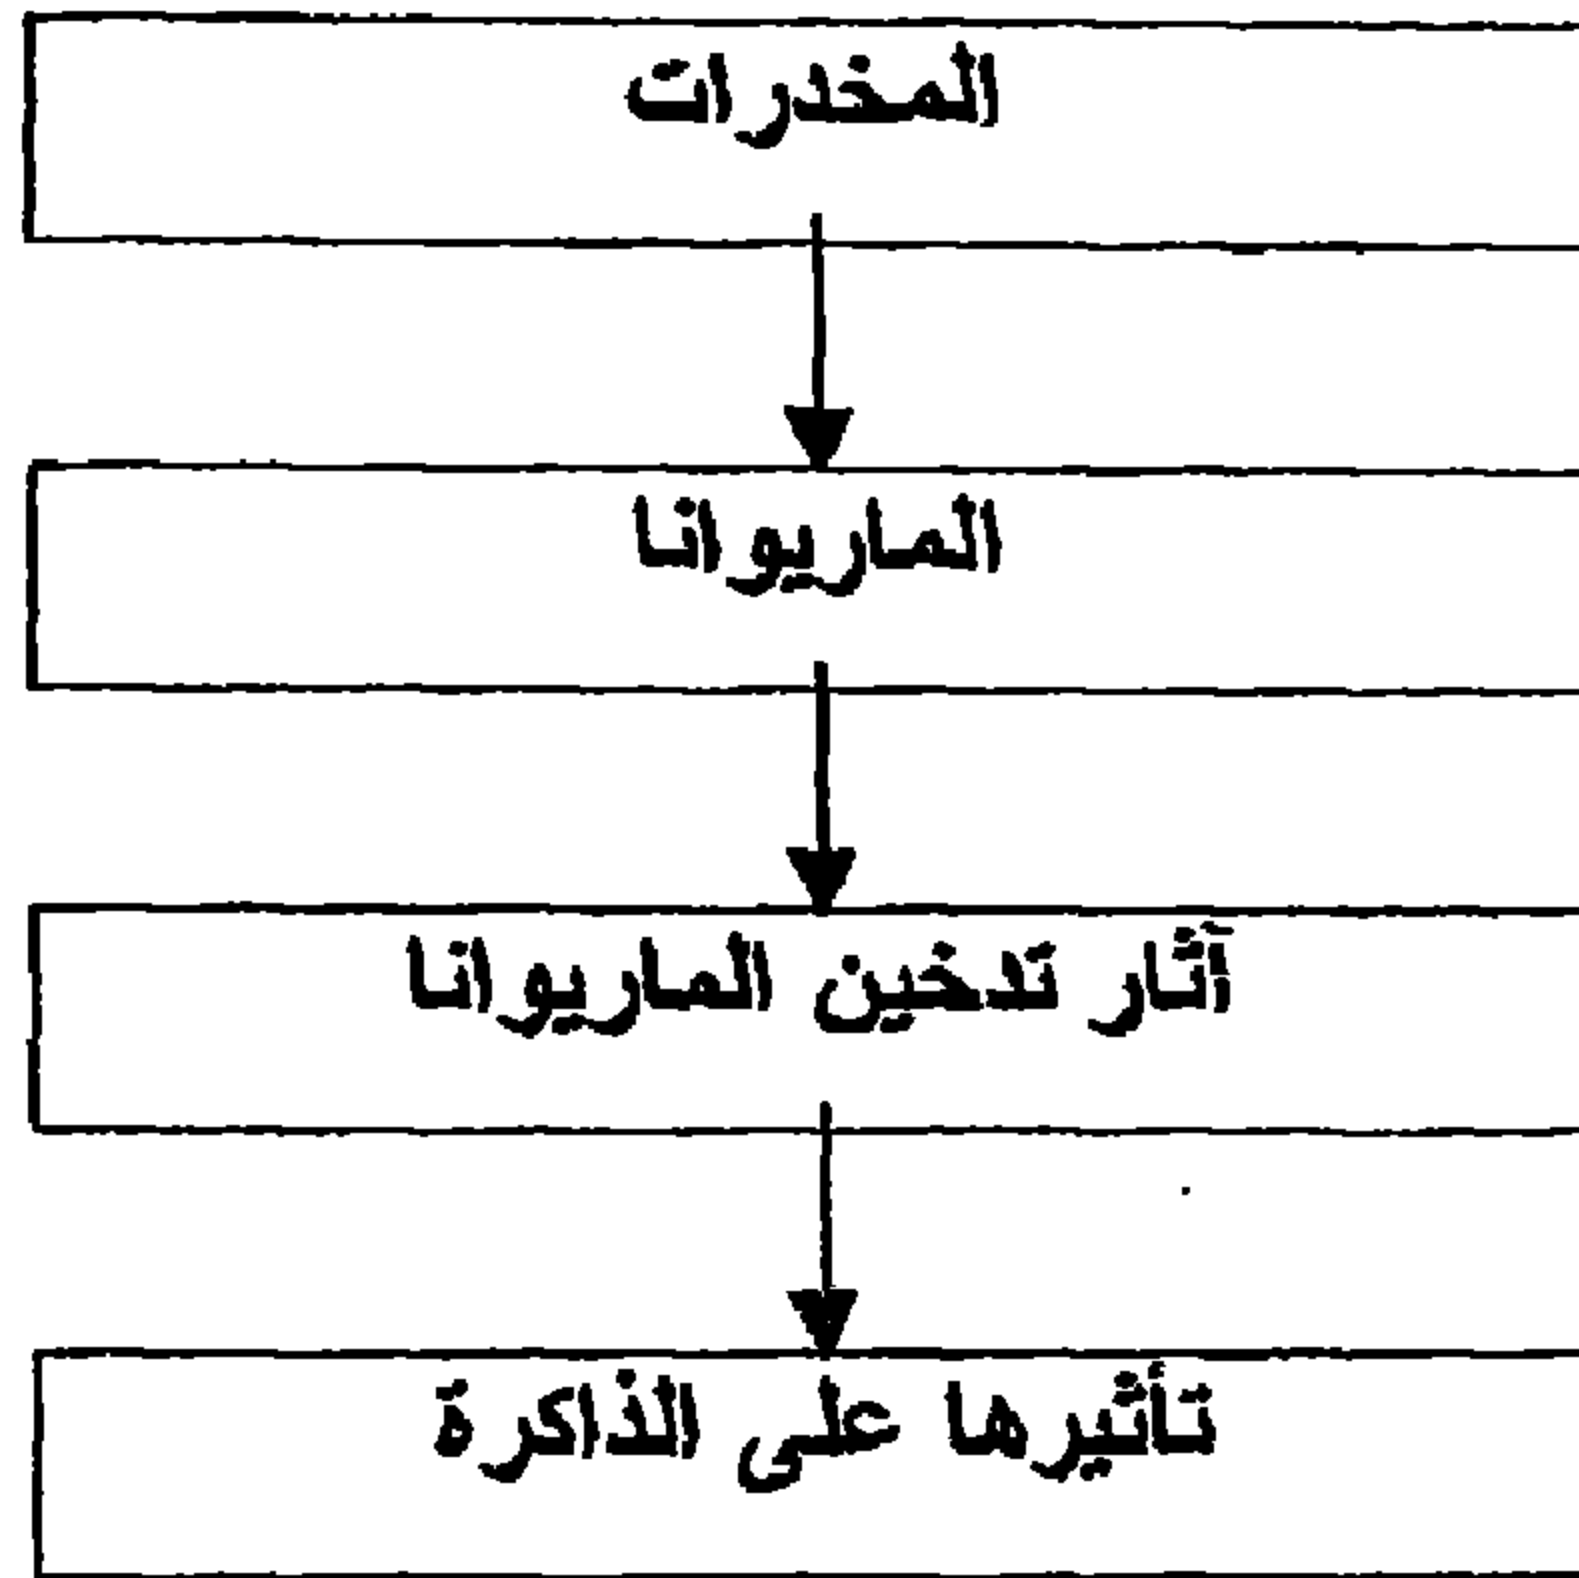 المخدرات
الماريوانا
آثار تدخين الماريوانا
تأثيرها على الذاكرة